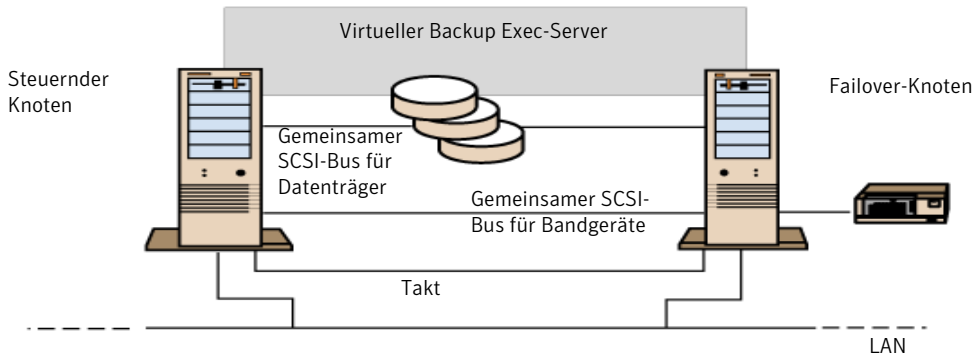 Virtueller Backup Exec-Server
Steuernder
Knoten
Failover-Knoten
Gemeinsamer
SCSI-Bus für
Datenträger
Gemeinsamer SCSI-
Bus für Bandgeräte
Takt
LAN